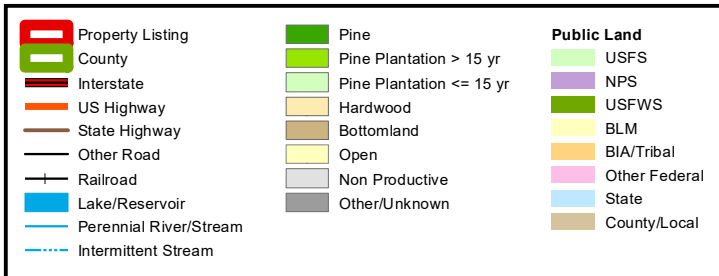 Property Listing
County
Interstate
US Highway
State Highway
Other Road
Railroad
Lake/Reservoir
Perennial River/Stream
Intermittent Stream
Pine
Pine Plantation > 15 yr
Pine Plantation <= 15 yr
Hardwood
Bottomland
Open
Non Productive
Other/Unknown
Public Land
USFS
NPS
USFWS
BLM
BIA/Tribal
Other Federal
State
County/Local